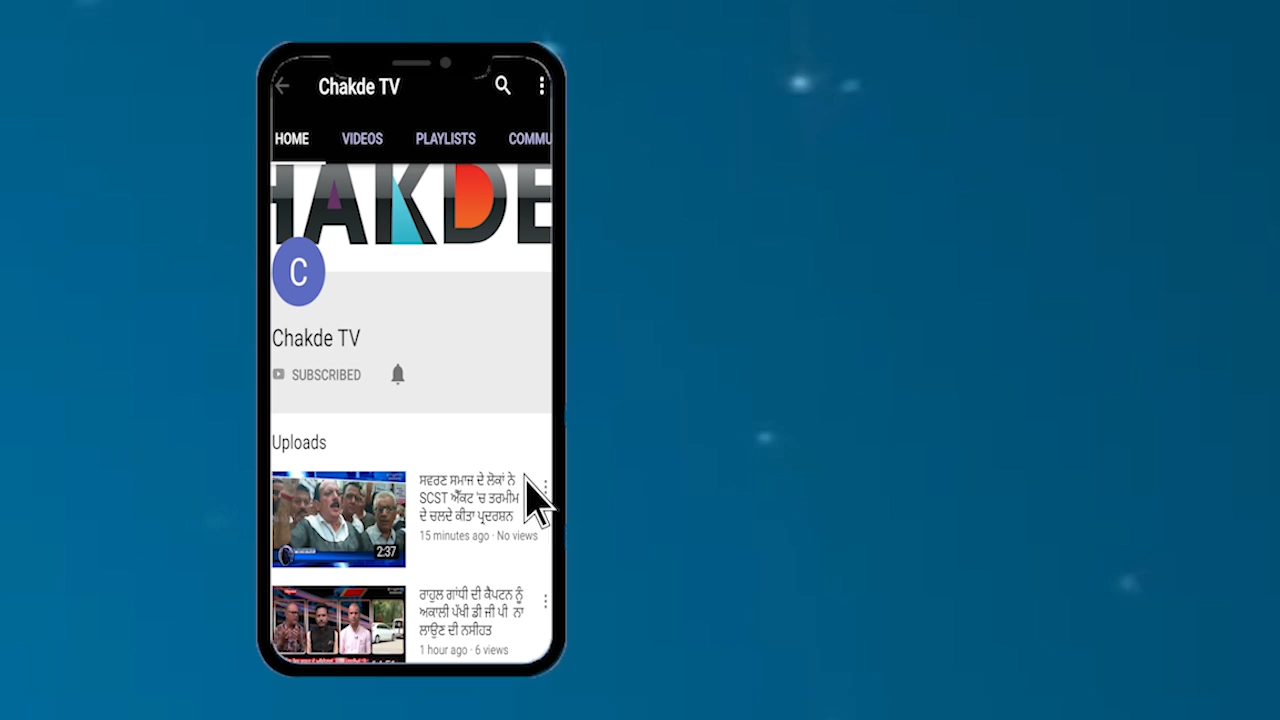 Chakde TV
HOME VIDEOS PLAYLISTS COMMU
HAKDE
C
Chakde TV
SUBSCRIBED
Uploads
ਸਵਰਣ ਸਮਾਜ ਦੇ ਲੋਕਾਂ ਨੇ
SCST ਐੱਕਟ 'ਚ ਤਰਮੀਮ
ਦੇ ਚਲਦੇ ਕੀਤਾ ਪ੍ਰਦਰਸ਼ਨ
15 minutes ago · No views
2:37
ਰਾਹੁਲ ਗਾਂਧੀ ਦੀ ਕੈਪਟਨ ਨੂੰ
ਅਕਾਲੀ ਪੱਖੀ ਡੀ ਜੀ ਪੀ ਨਾ
ਲਾਉਣ ਦੀ ਨਸੀਹਤ
1 hour ago · 6 views